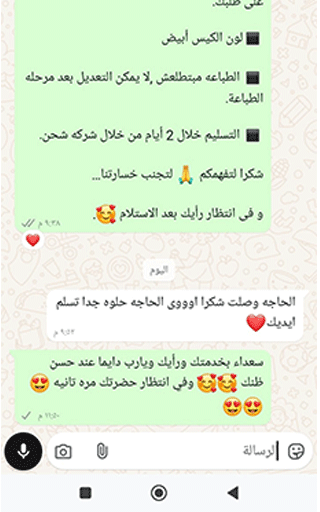 على طلبك.
⬛ لون الكيس أبيض
⬛ الطباعه مبتطلعش ,لا يمكن التعديل بعد مرحله
الطباعة.
⬛ التسليم خلال 2 أيام من خلال شركه شحن.
شكرا لتفهمكم 🙏 لتجنب خسارتنا...
و في انتظار رأيك بعد الاستلام 🥰.
٩:٣٨ م
❤️
اليوم
الحاجه وصلت شكرا اوووى الحاجه حلوه جدا تسلم
ايديك❤️
٩:٥٣ م
سعداء بخدمتك ورأيك ويارب دايما عند حسن
ظنك 🥰🥰 وفي انتظار حضرتك مره تانيه 😍
😍😍
١١:٥٠ م
الرسالة